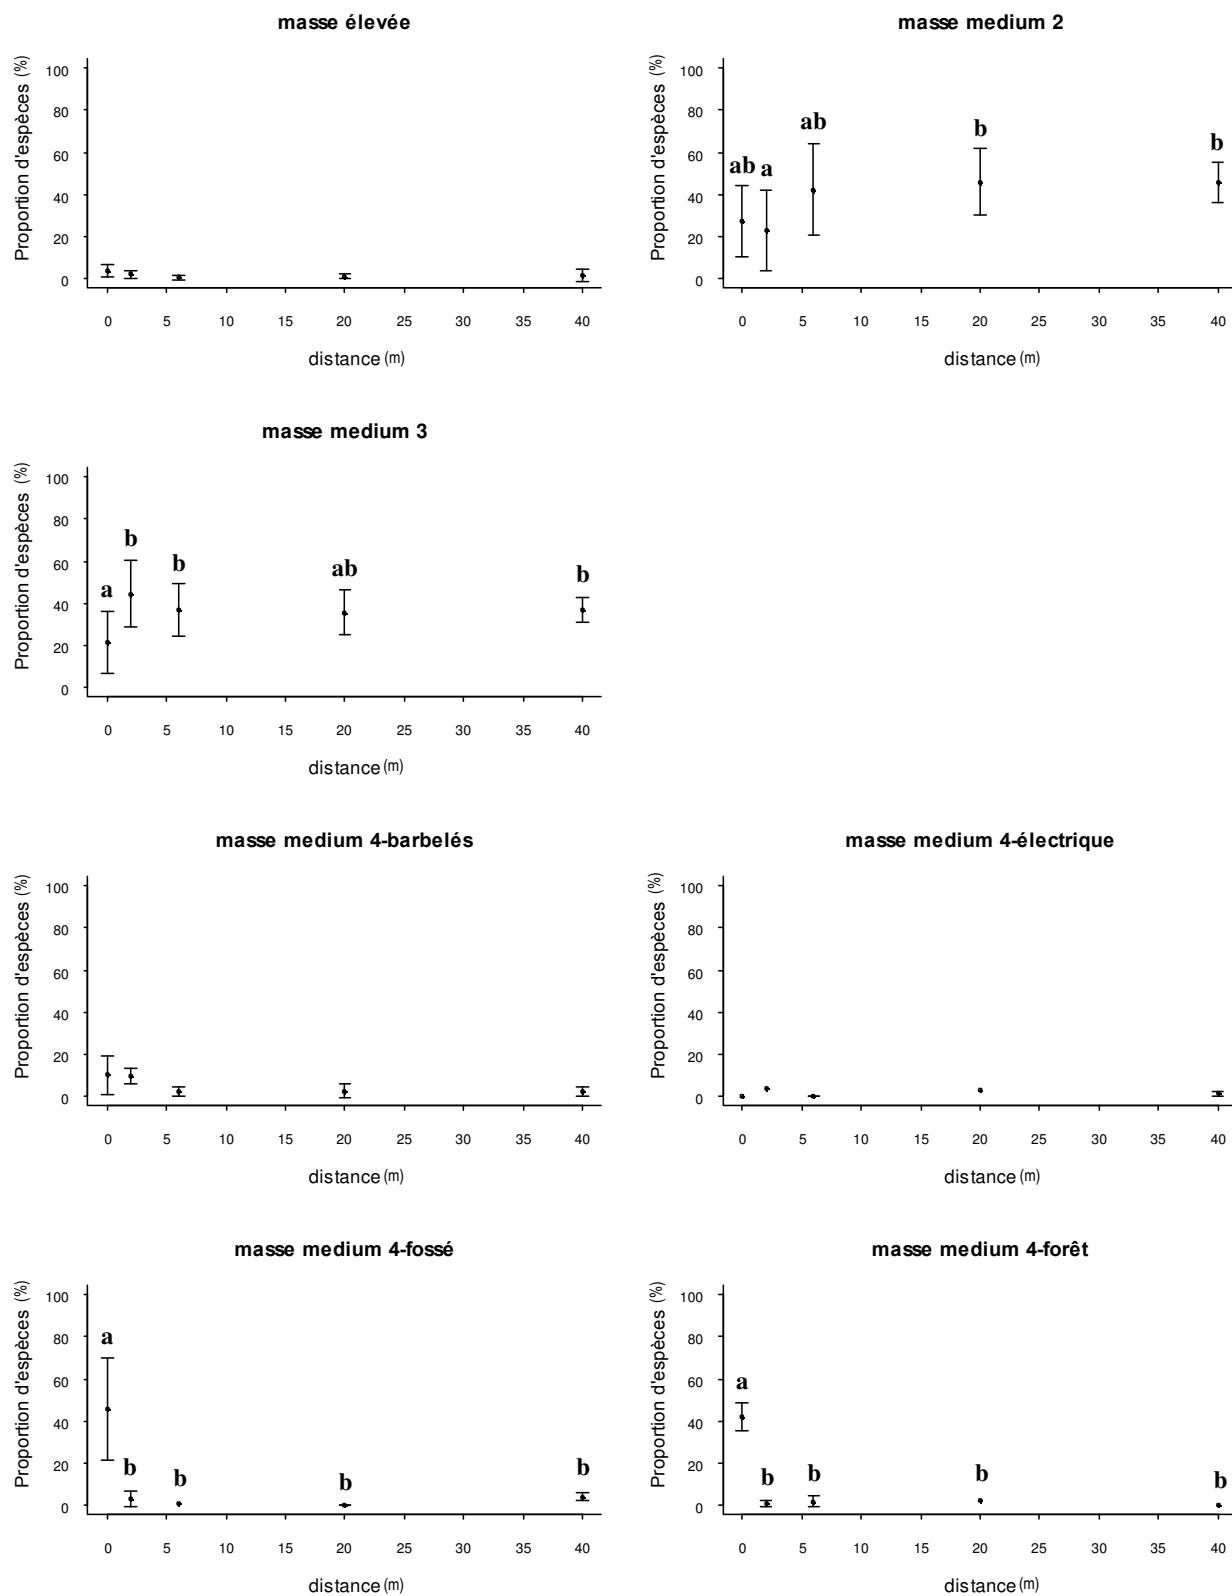 masse élevée
Proportion d'espèces (%)
100
80
60
40
20
0
0 5 10 15 20 25 30 35 40
distance (m)
masse medium 2
Proportion d'espèces (%)
100
80
60
40
20
0
ab a ab b b
0 5 10 15 20 25 30 35 40
distance (m)
masse medium 3
Proportion d'espèces (%)
100
80
60
40
20
0
a b b ab b
0 5 10 15 20 25 30 35 40
distance (m)
masse medium 4-barbelés
Proportion d'espèces (%)
100
80
60
40
20
0
0 5 10 15 20 25 30 35 40
distance (m)
masse medium 4-électrique
Proportion d'espèces (%)
100
80
60
40
20
0
0 5 10 15 20 25 30 35 40
distance (m)
masse medium 4-fossé
Proportion d'espèces (%)
100
80
60
40
20
0
a b b b b
0 5 10 15 20 25 30 35 40
distance (m)
masse medium 4-forêt
Proportion d'espèces (%)
100
80
60
40
20
0
a b b b b
0 5 10 15 20 25 30 35 40
distance (m)